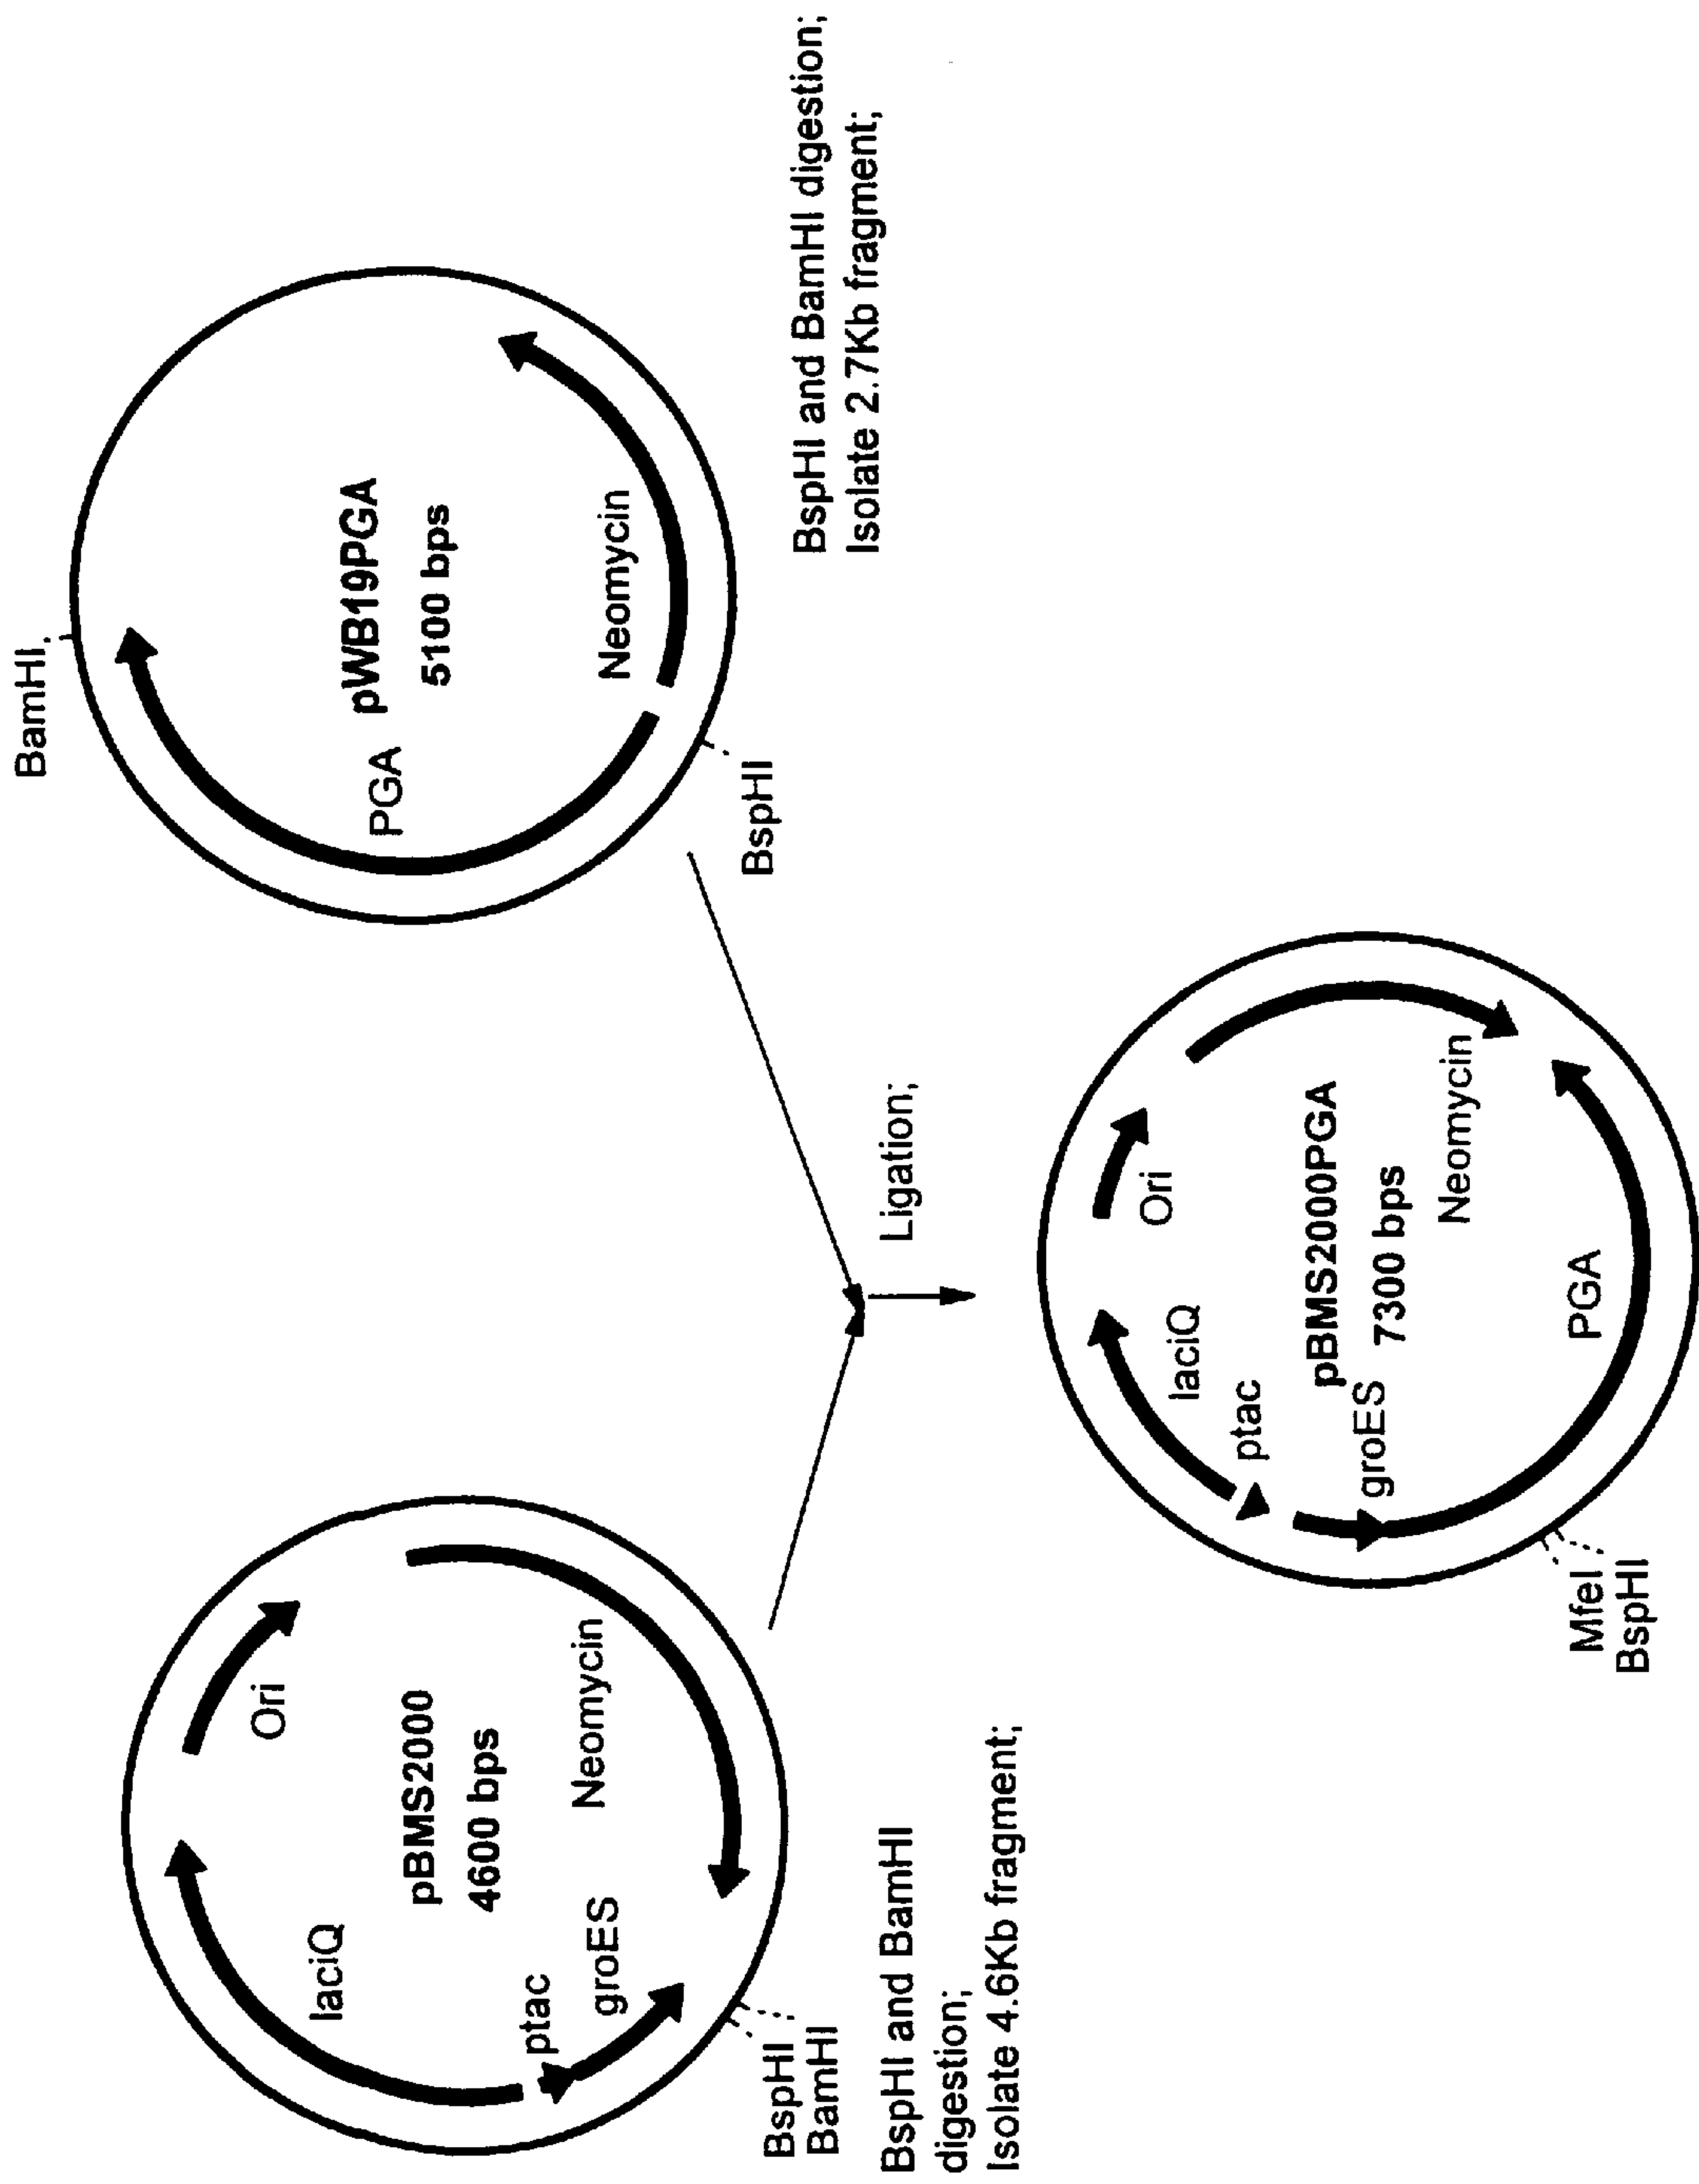 Ori
laciQ
pBMS2000
4600 bps
Neomycin
ptac
groES
BspHI
BamHI
BspHI and BamHI
digestion;
Isolate 4.6Kb fragment;
BamHI
PGA
pWB19PGA
5100 bps
Neomycin
BspHI
BspHI and BamHI digestion;
Isolate 2.7Kb fragment;
Ligation;
Ori
laciQ
ptac
pBMS2000PGA
groES
7300 bps
Neomycin
PGA
MfeI
BspHI